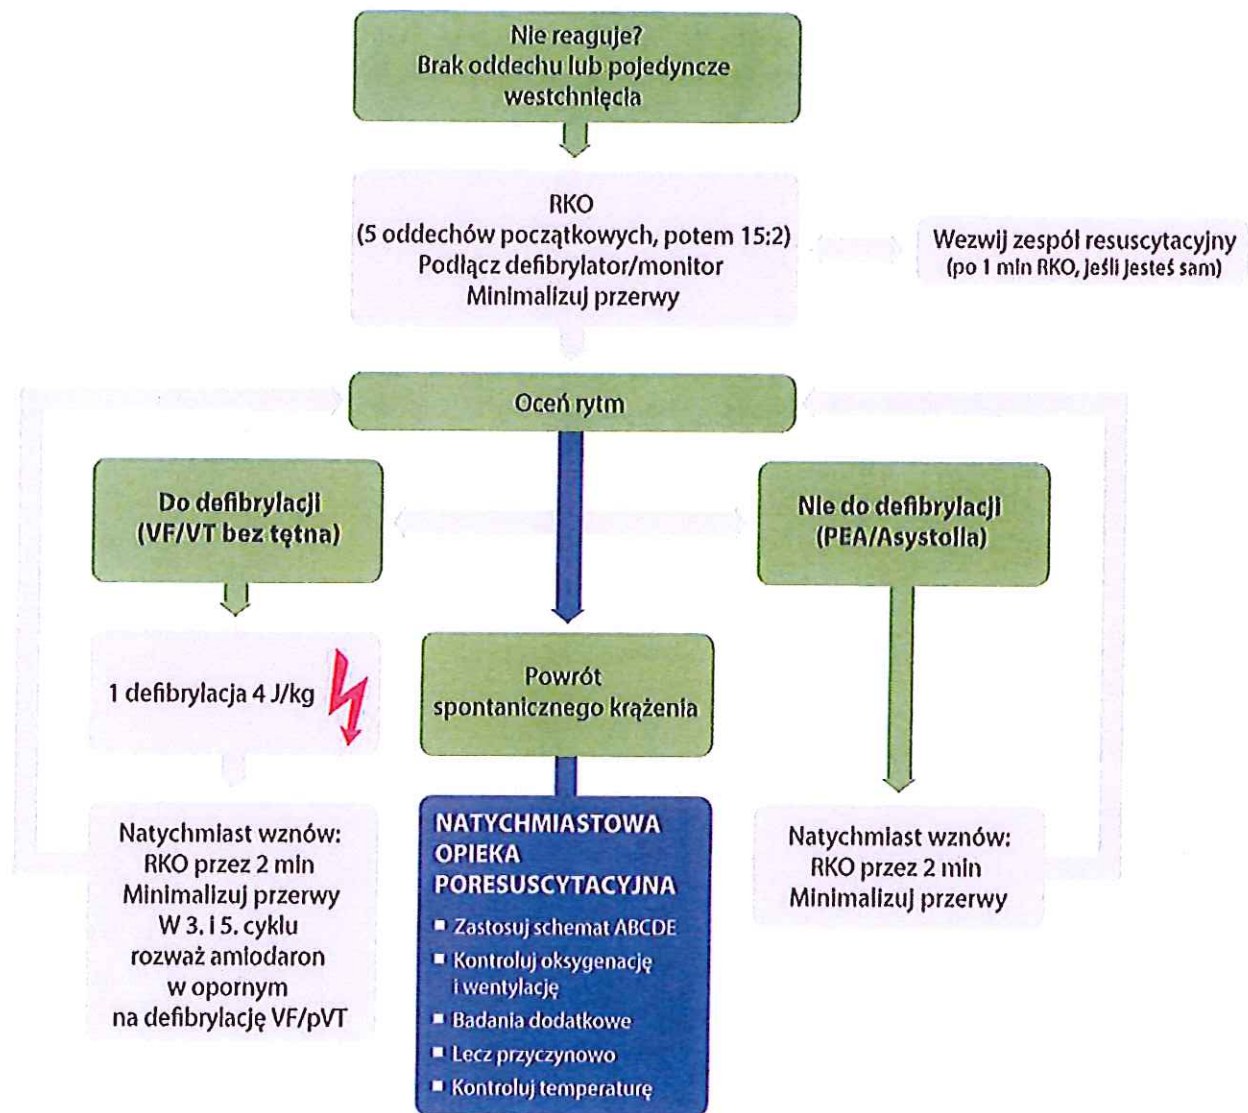 Nie reaguje?
Brak oddechu lub pojedyncze
westchnięcia
RKO
(5 oddechów początkowych, potem 15:2)
Podłącz defibrylator/monitor
Minimalizuj przerwy
Wezwij zespół resuscytacyjny
(po 1 min RKO, jeśli jesteś sam)
Oceń rytm
Do defibrylacji
(VF/VT bez tętna)
Nie do defibrylacji
(PEA/Asystolia)
1 defibrylacja 4 J/kg
Powrót
spontanicznego krążenia
Natychmiast wznów:
RKO przez 2 min
Minimalizuj przerwy
W 3. i 5. cyklu
rozważ amiodaron
w opornym
na defibrylację VF/pVT
NATYCHMIASTOWA
OPIEKA
PORESUSCYTACYJNA
▪ Zastosuj schemat ABCDE
▪ Kontroluj oksygenację
i wentylację
▪ Badania dodatkowe
▪ Lecz przyczynowo
▪ Kontroluj temperaturę
Natychmiast wznów:
RKO przez 2 min
Minimalizuj przerwy